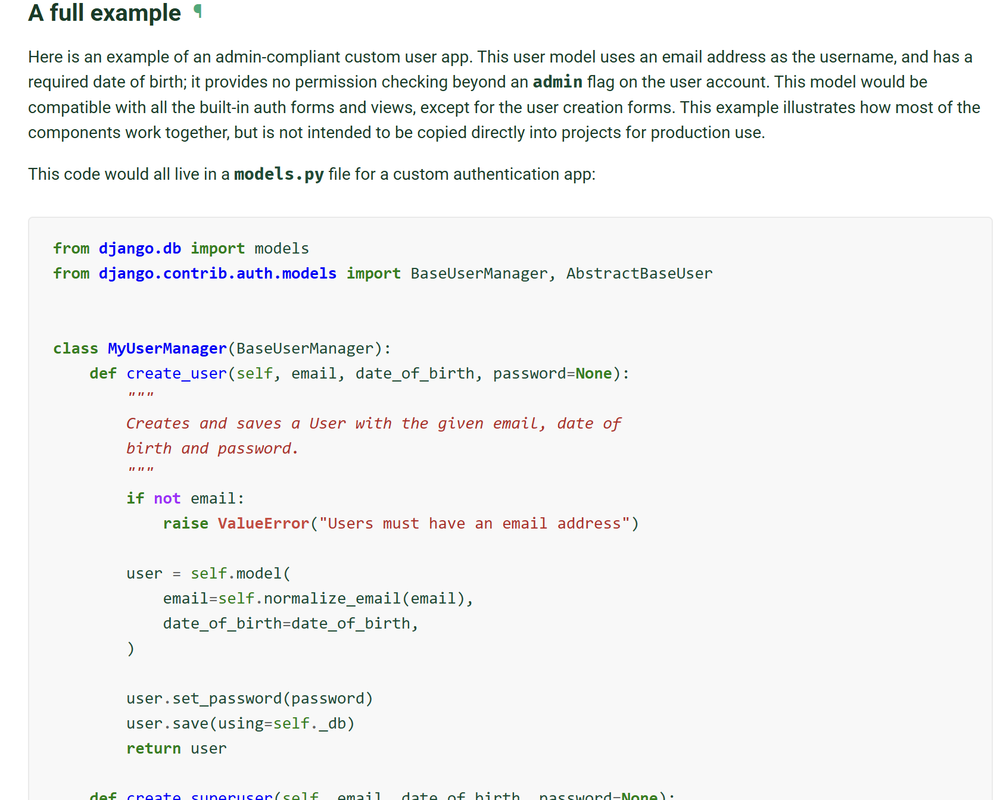 A full example ¶
Here is an example of an admin-compliant custom user app. This user model uses an email address as the username, and has a
required date of birth; it provides no permission checking beyond an admin flag on the user account. This model would be
compatible with all the built-in auth forms and views, except for the user creation forms. This example illustrates how most of the
components work together, but is not intended to be copied directly into projects for production use.
This code would all live in a models.py file for a custom authentication app:
from django.db import models
from django.contrib.auth.models import BaseUserManager, AbstractBaseUser
class MyUserManager(BaseUserManager):
    def create_user(self, email, date_of_birth, password=None):
        """
        Creates and saves a User with the given email, date of
        birth and password.
        """
        if not email:
            raise ValueError("Users must have an email address")
        user = self.model(
            email=self.normalize_email(email),
            date_of_birth=date_of_birth,
        )
        user.set_password(password)
        user.save(using=self._db)
        return user
    def create_superuser(self, email, date_of_birth, password=None):